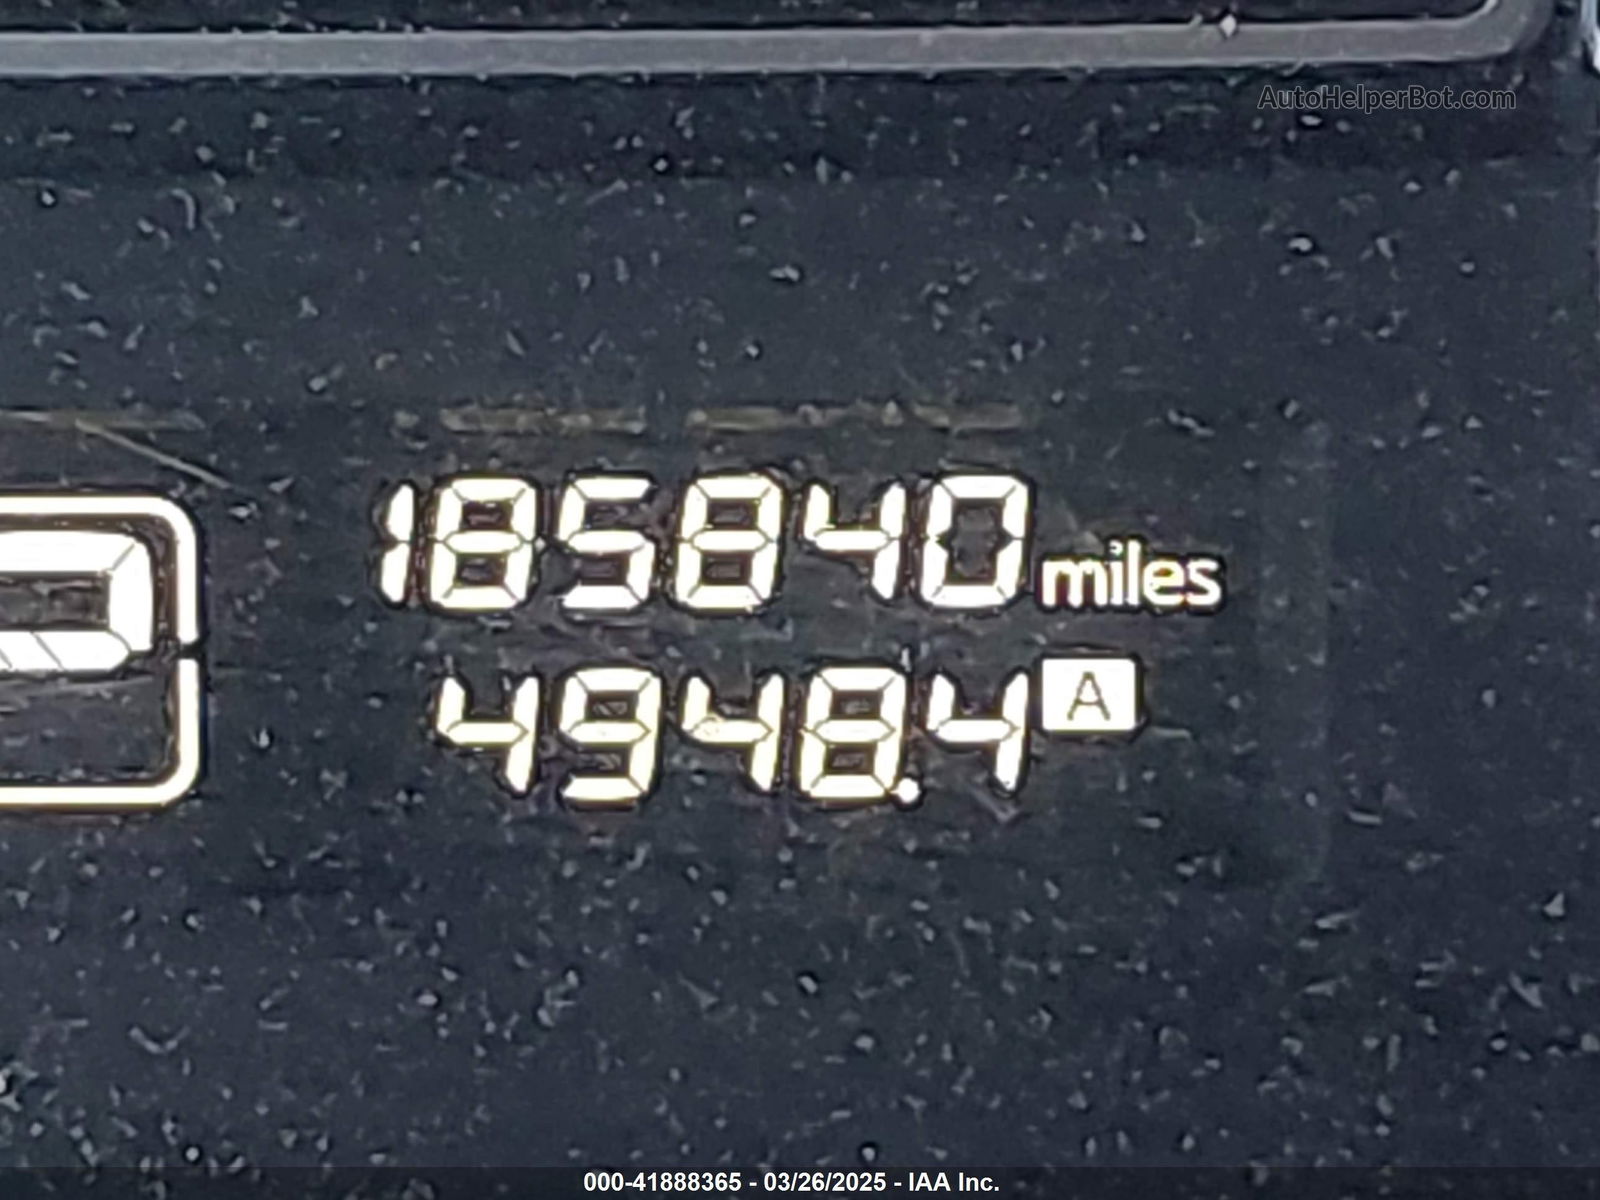 AutoHelperBot.com
185840 miles
P
4948.4 A
000-41888365 - 03/26/2025 - IAA Inc.